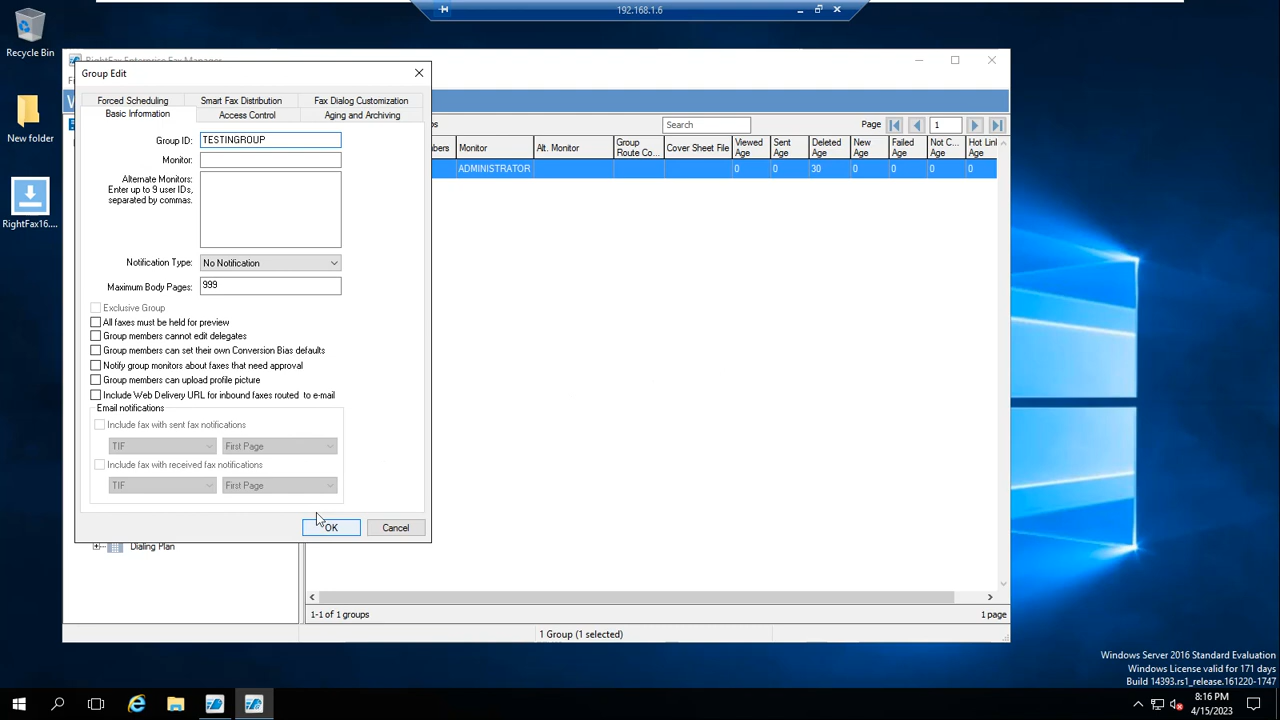 192.168.1.6
Recycle Bin
New folder
RightFax16....
RightFax Enterprise Fax Manager
Group Edit
Forced Scheduling
Smart Fax Distribution
Fax Dialog Customization
Basic Information
Access Control
Aging and Archiving
Group ID:
TESTINGROUP
Monitor:
Alternate Monitors:
Enter up to 9 user IDs,
separated by commas.
Notification Type:
No Notification
Maximum Body Pages:
999
Exclusive Group
All faxes must be held for preview
Group members cannot edit delegates
Group members can set their own Conversion Bias defaults
Notify group monitors about faxes that need approval
Group members can upload profile picture
Include Web Delivery URL for inbound faxes routed to e-mail
Email notifications
Include fax with sent fax notifications
TIF
First Page
Include fax with received fax notifications
TIF
First Page
OK
Cancel
Search
Page
1
Monitor
Alt. Monitor
Group
Route Co...
Cover Sheet File
Viewed
Age
Sent
Age
Deleted
Age
New
Age
Failed
Age
Not C...
Age
Hot Link
Age
ADMINISTRATOR
0
0
30
0
0
0
0
Dialing Plan
1-1 of 1 groups
1 page
1 Group (1 selected)
Windows Server 2016 Standard Evaluation
Windows License valid for 171 days
Build 14393.rs1_release.161220-1747
8:16 PM
4/15/2023